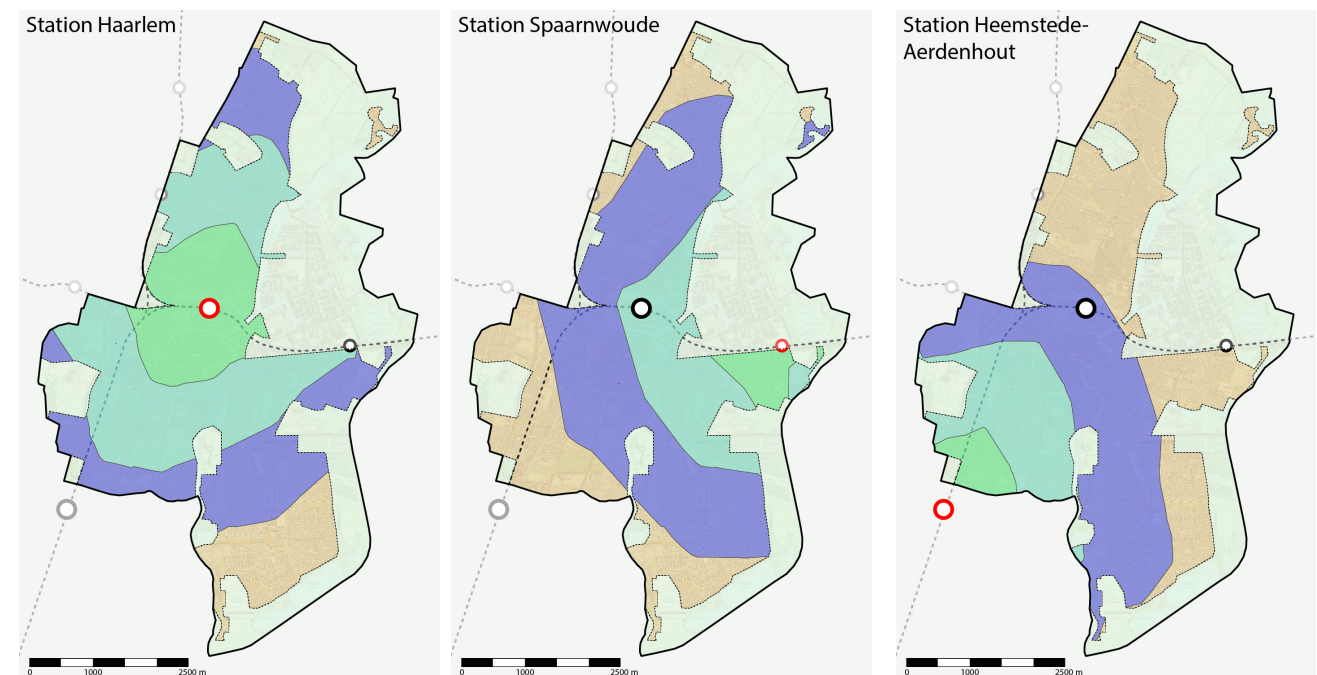 Station Haarlem
Station Spaarnwoude
Station Heemstede-
Aerdenhout
0 1000 2500 m
0 1000 2500 m
0 1000 2500 m